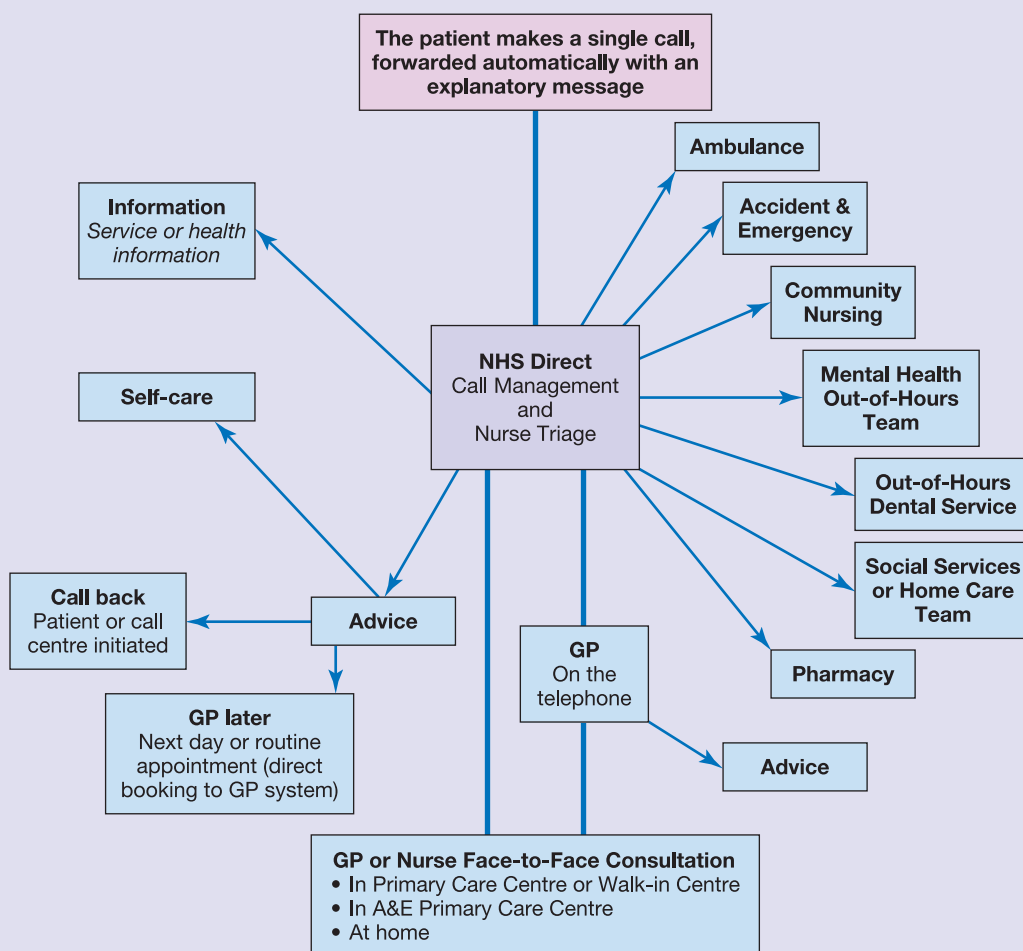 The patient makes a single call,
forwarded automatically with an
explanatory message
Ambulance
Information
Service or health
information
Accident &
Emergency
Community
Nursing
NHS Direct
Call Management
and
Nurse Triage
Mental Health
Out-of-Hours
Team
Self-care
Out-of-Hours
Dental Service
Social Services
or Home Care
Team
Call back
Patient or call
centre initiated
Advice
GP
On the
telephone
Pharmacy
GP later
Next day or routine
appointment (direct
booking to GP system)
Advice
GP or Nurse Face-to-Face Consultation
• In Primary Care Centre or Walk-in Centre
• In A&E Primary Care Centre
• At home